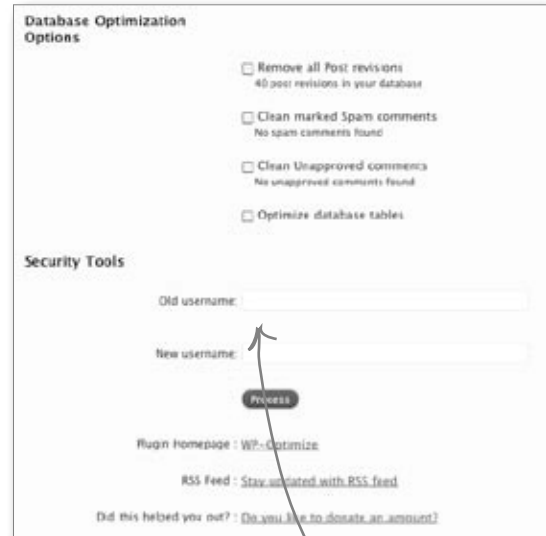 Database Optimization
Options
Remove all Post revisions
40 post revisions in your database
Clean marked Spam comments
No spam comments found
Clean Unapproved comments
No unapproved comments found
Optimize database tables
Security Tools
Old username:
New username:
Process
Plugin Homepage : WP-Optimize
RSS Feed : Stay updated with RSS feed
Did this helped you out? : Do you like to donate an amount?